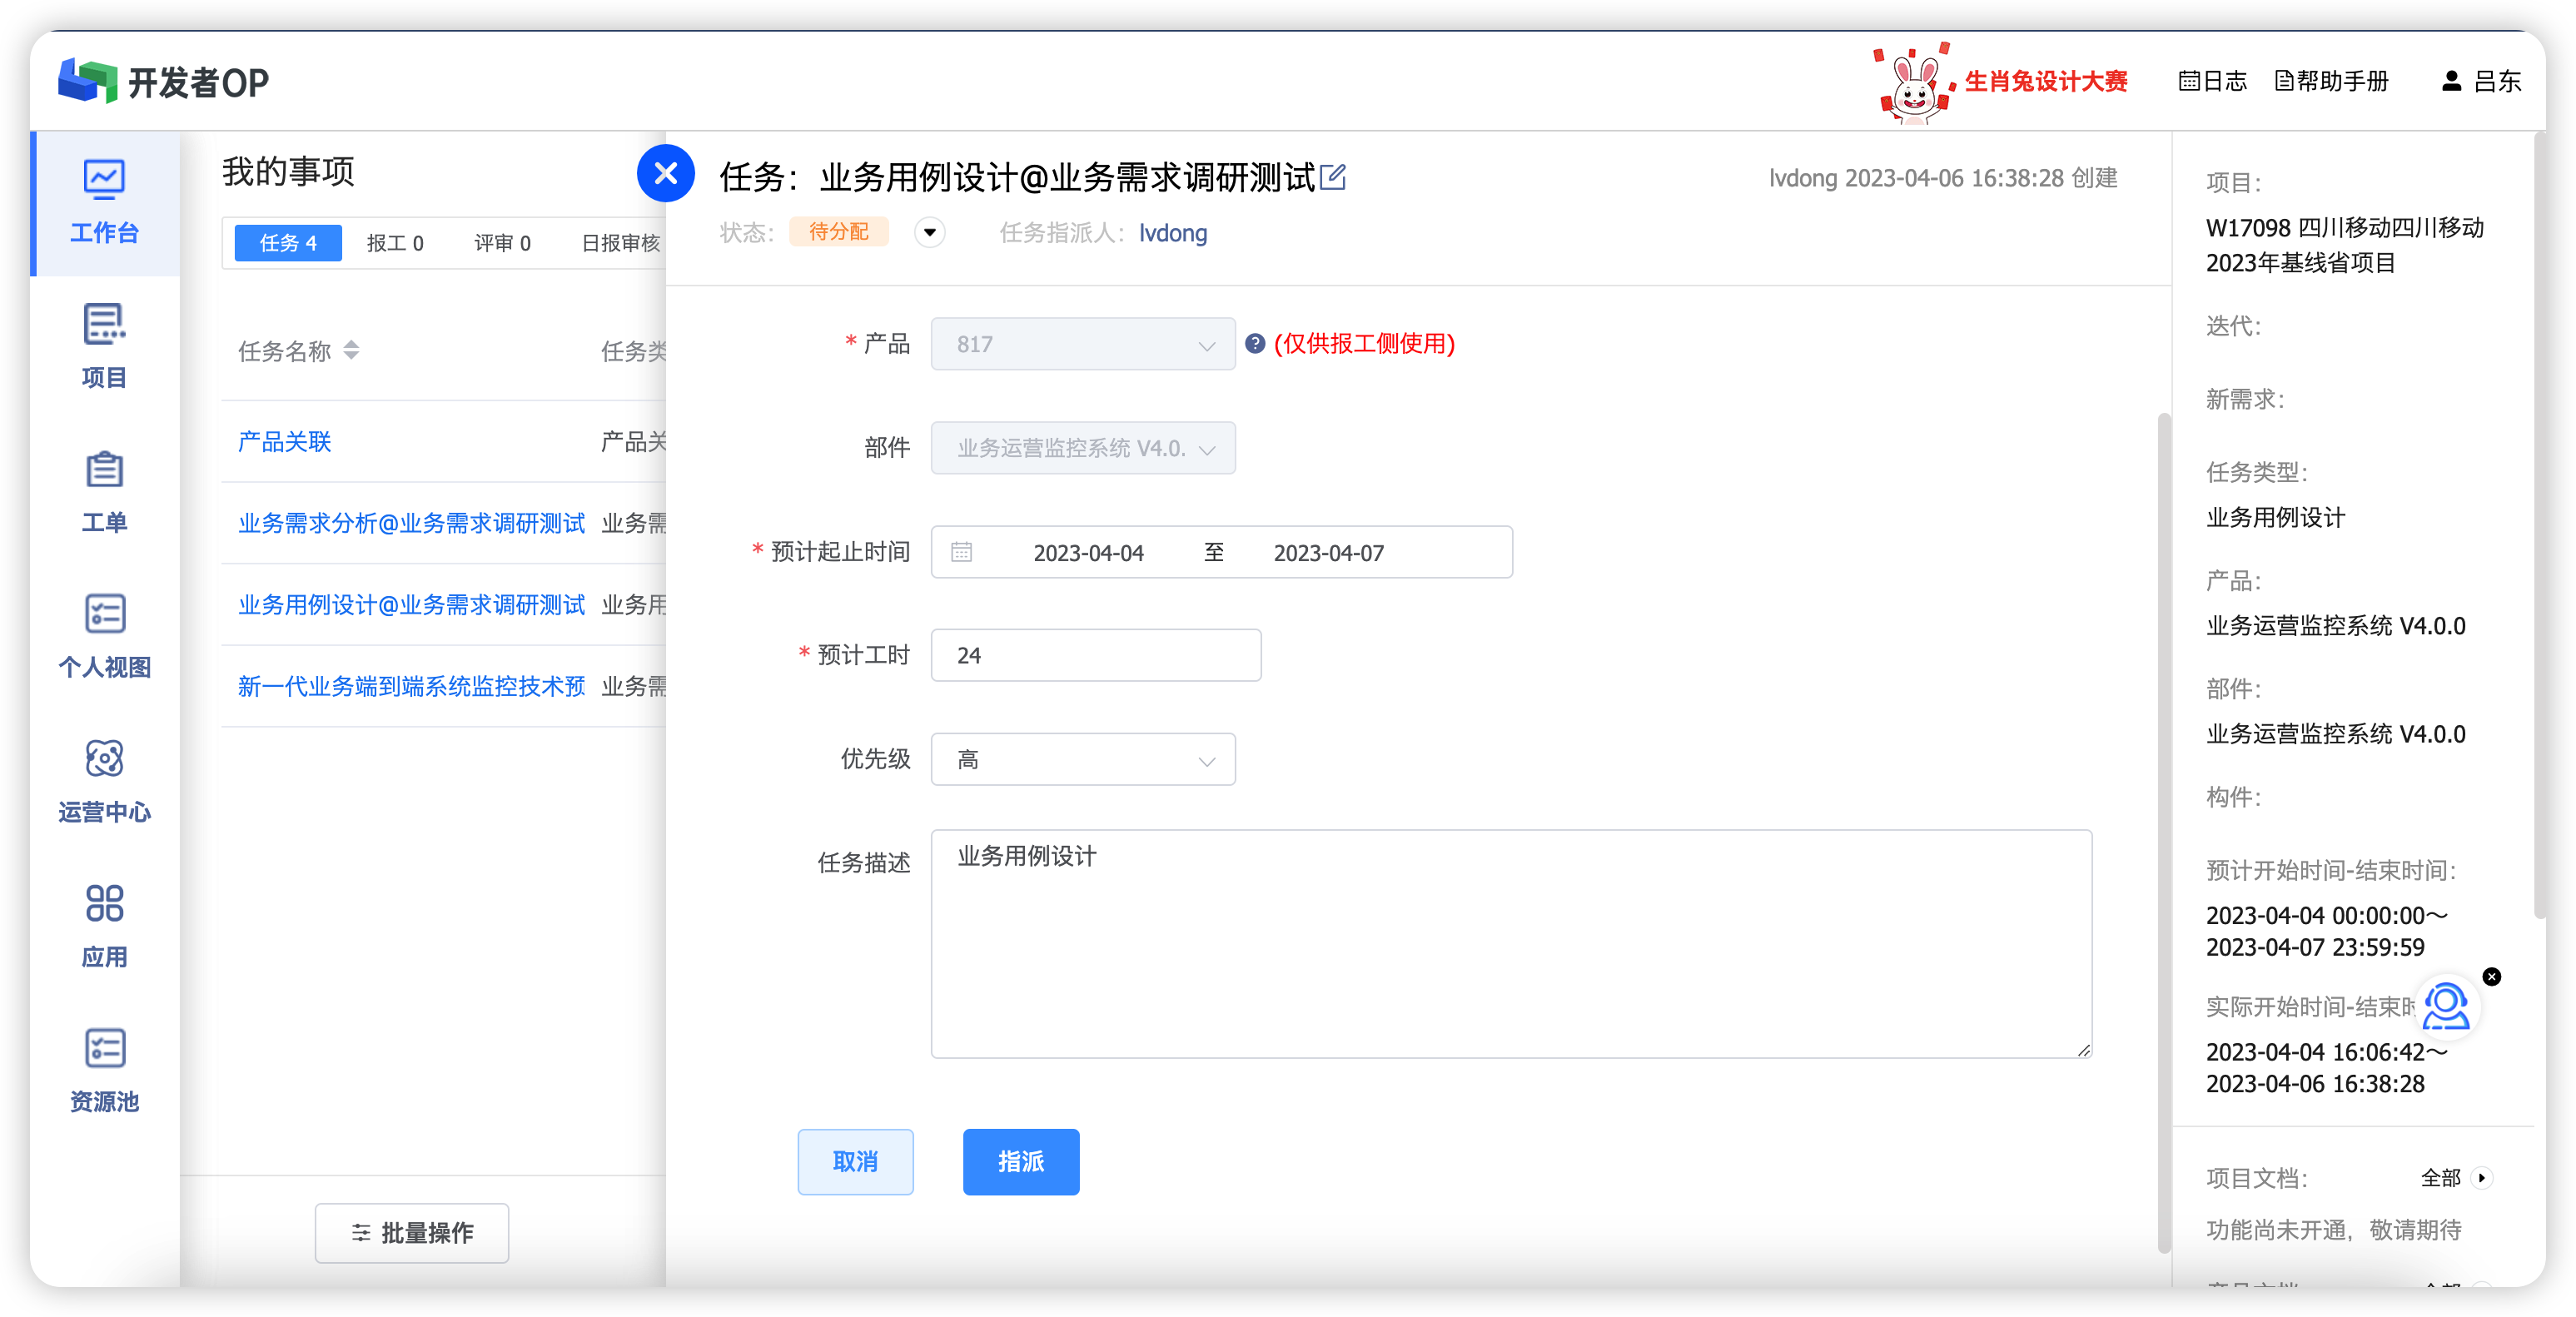 开发者OP
生肖兔设计大赛
日志
帮助手册
吕东
工作台
项目
工单
个人视图
运营中心
应用
资源池
我的事项
任务 4
报工 0
评审 0
日报审核
任务名称
任务类
产品关联
产品关
业务需求分析@业务需求调研测试
业务需
业务用例设计@业务需求调研测试
业务用
新一代业务端到端系统监控技术预
业务需
批量操作
任务：业务用例设计@业务需求调研测试
lvdong 2023-04-06 16:38:28 创建
状态：
待分配
任务指派人：
lvdong
* 产品
817
(仅供报工侧使用)
部件
业务运营监控系统 V4.0.
* 预计起止时间
2023-04-04 至 2023-04-07
* 预计工时
24
优先级
高
任务描述
业务用例设计
取消
指派
项目：
W17098 四川移动四川移动
2023年基线省项目
迭代：
新需求：
任务类型：
业务用例设计
产品：
业务运营监控系统 V4.0.0
部件：
业务运营监控系统 V4.0.0
构件：
预计开始时间-结束时间：
2023-04-04 00:00:00～
2023-04-07 23:59:59
实际开始时间-结束时
2023-04-04 16:06:42～
2023-04-06 16:38:28
项目文档：
全部
功能尚未开通，敬请期待